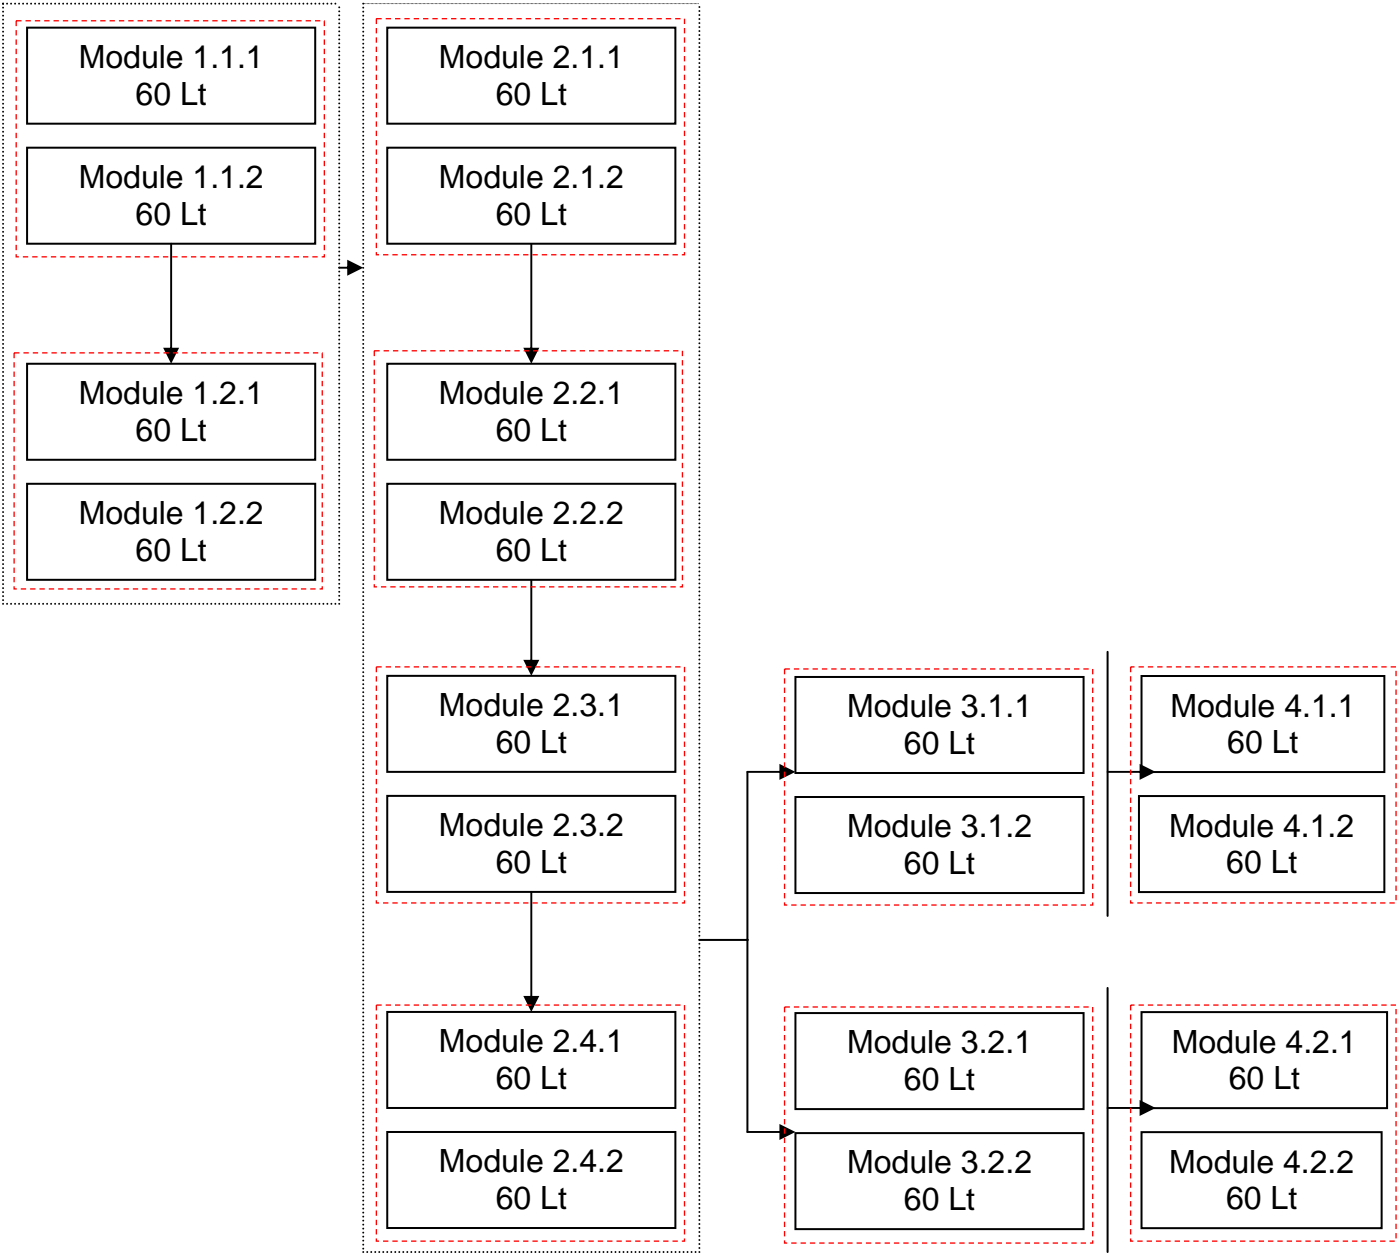 Module 1.1.1
60 Lt
Module 1.1.2
60 Lt
Module 1.2.1
60 Lt
Module 1.2.2
60 Lt
Module 2.1.1
60 Lt
Module 2.1.2
60 Lt
Module 2.2.1
60 Lt
Module 2.2.2
60 Lt
Module 2.3.1
60 Lt
Module 2.3.2
60 Lt
Module 2.4.1
60 Lt
Module 2.4.2
60 Lt
Module 3.1.1
60 Lt
Module 3.1.2
60 Lt
Module 3.2.1
60 Lt
Module 3.2.2
60 Lt
Module 4.1.1
60 Lt
Module 4.1.2
60 Lt
Module 4.2.1
60 Lt
Module 4.2.2
60 Lt